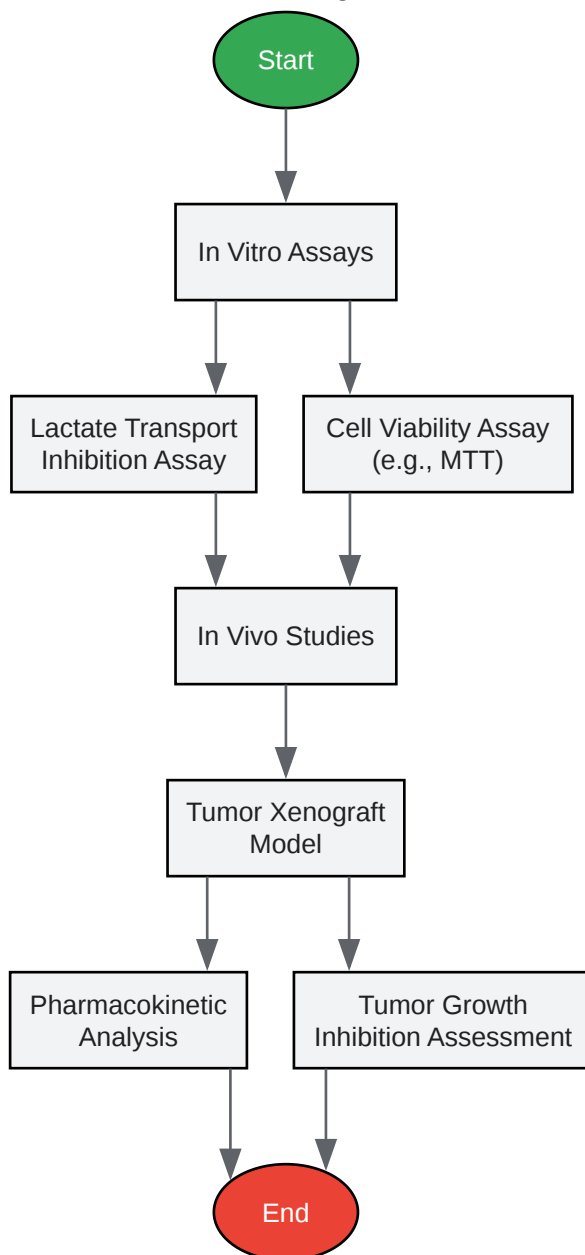 Start
In Vitro Assays
Lactate Transport
Inhibition Assay
Cell Viability Assay
(e.g., MTT)
In Vivo Studies
Tumor Xenograft
Model
Pharmacokinetic
Analysis
Tumor Growth
Inhibition Assessment
End